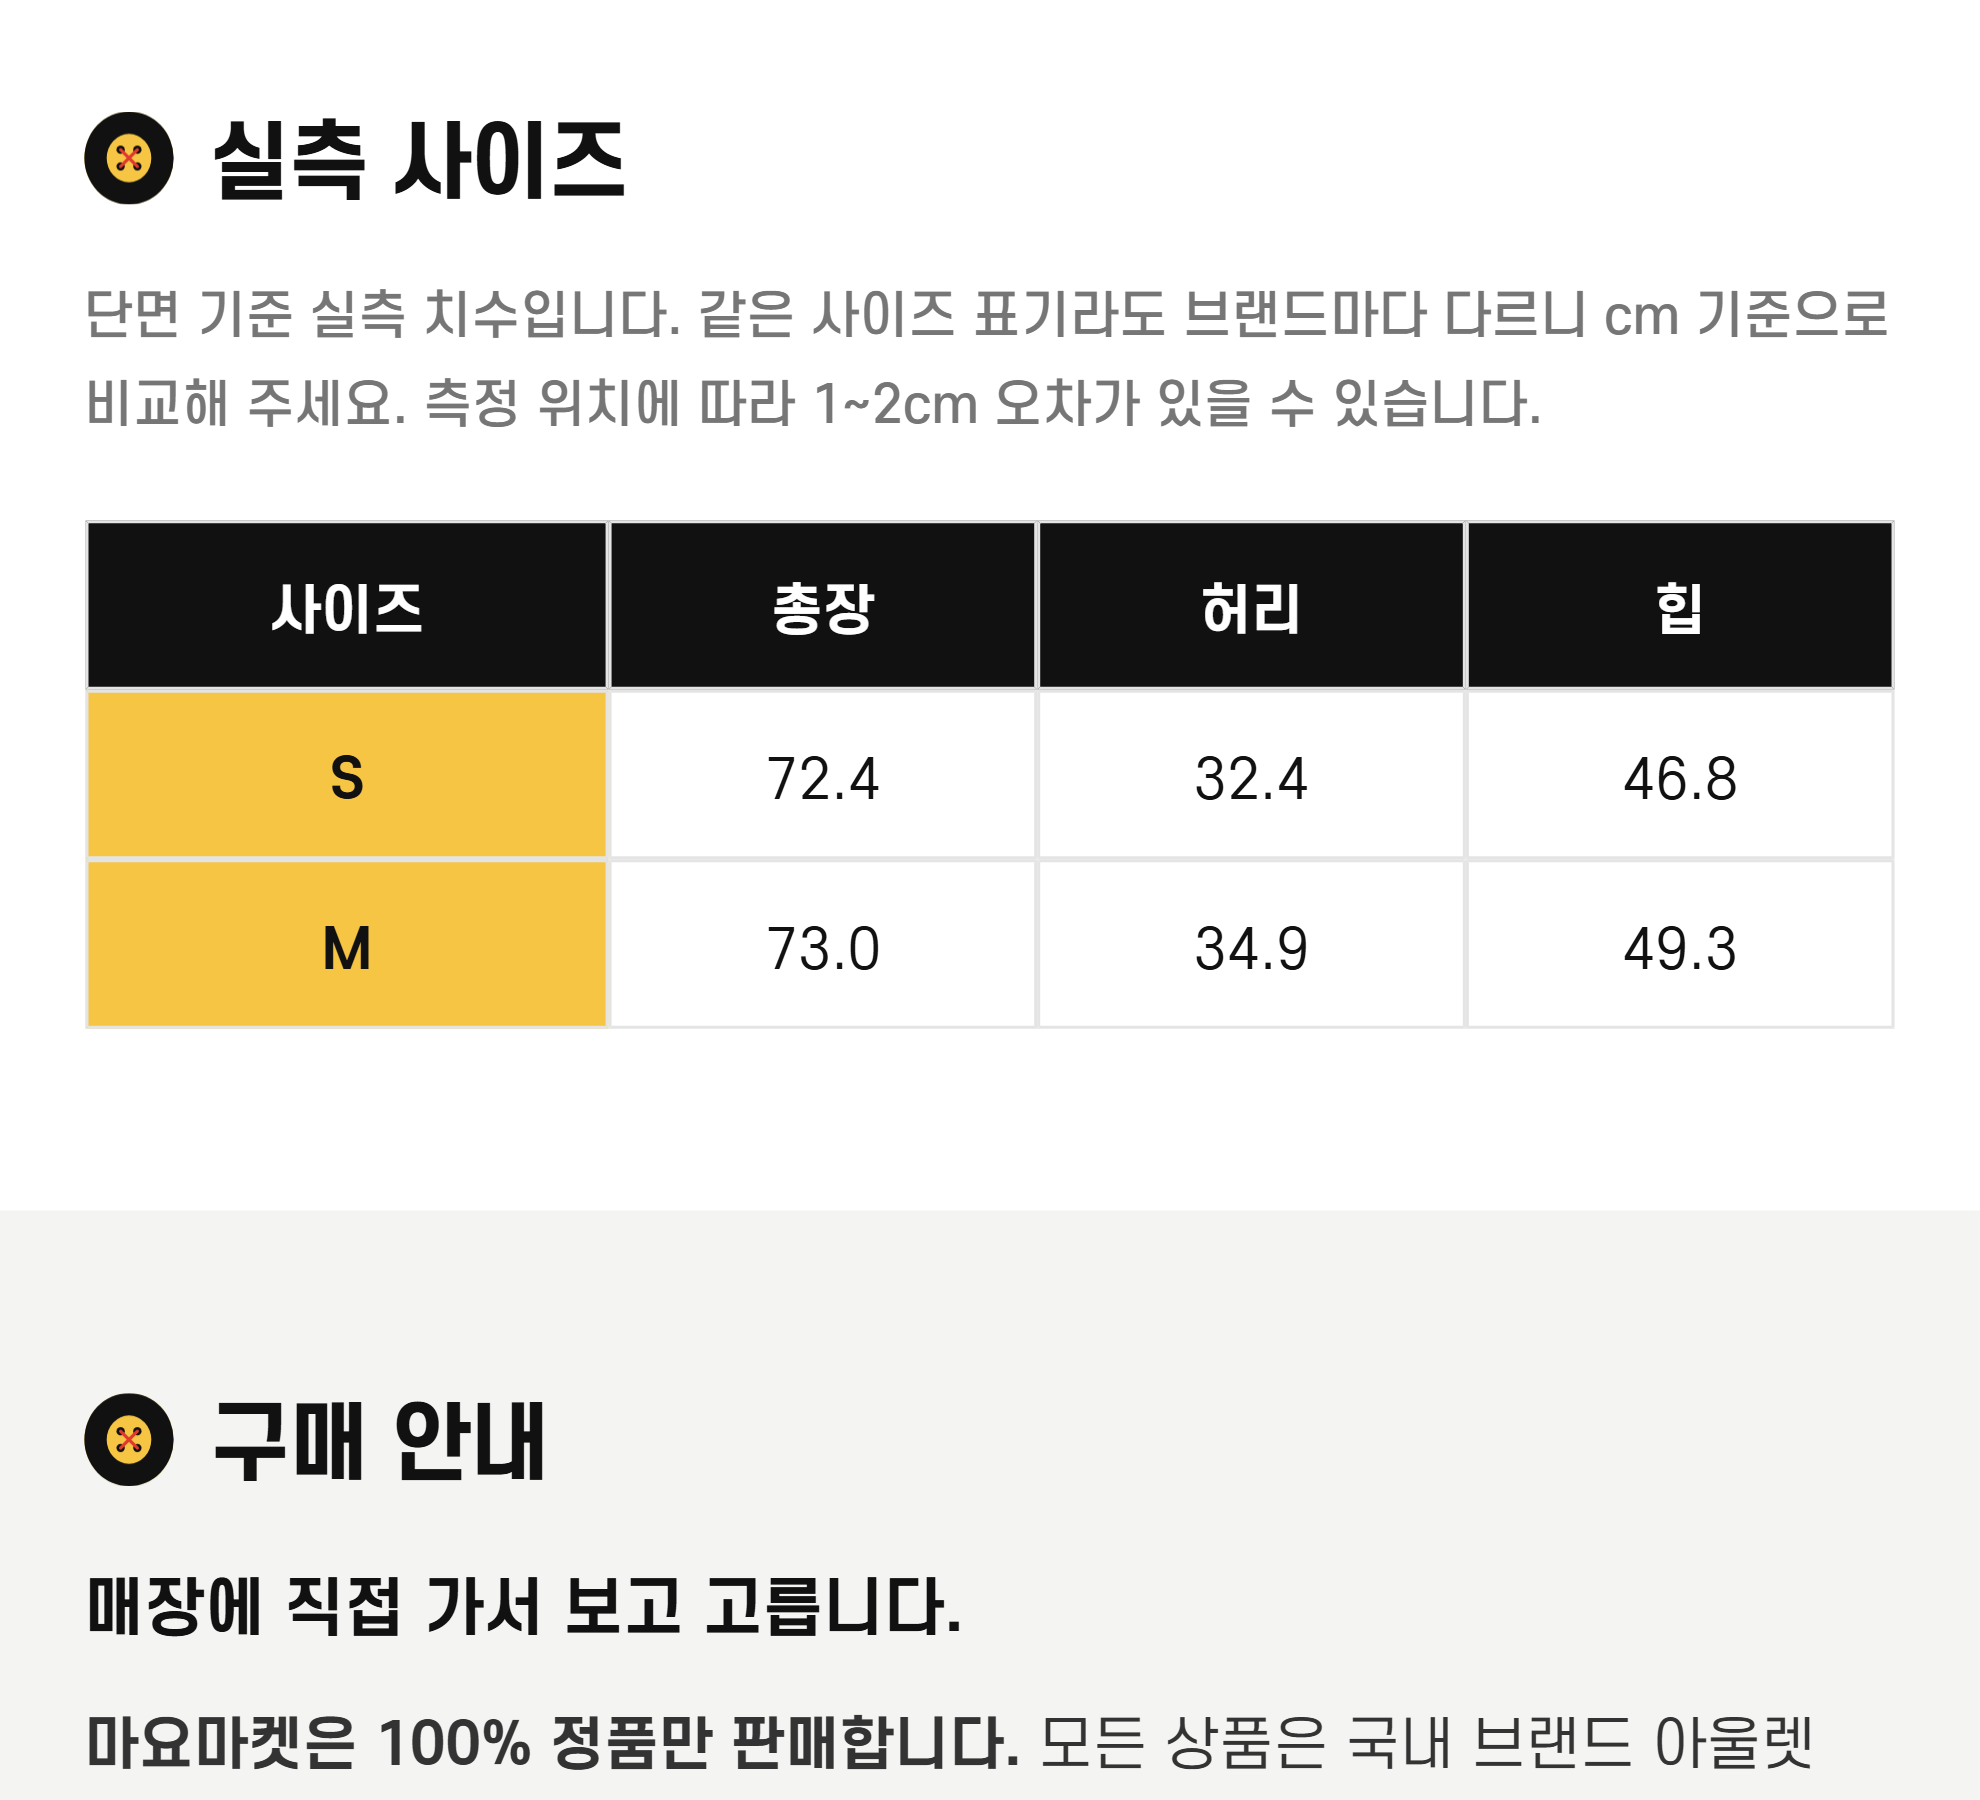 실측 사이즈
단면 기준 실측 치수입니다. 같은 사이즈 표기라도 브랜드마다 다르니 cm 기준으로
비교해 주세요. 측정 위치에 따라 1~2cm 오차가 있을 수 있습니다.
사이즈 총장 허리 힙
S 72.4 32.4 46.8
M 73.0 34.9 49.3
구매 안내
매장에 직접 가서 보고 고릅니다.
마요마켓은 100% 정품만 판매합니다. 모든 상품은 국내 브랜드 아울렛